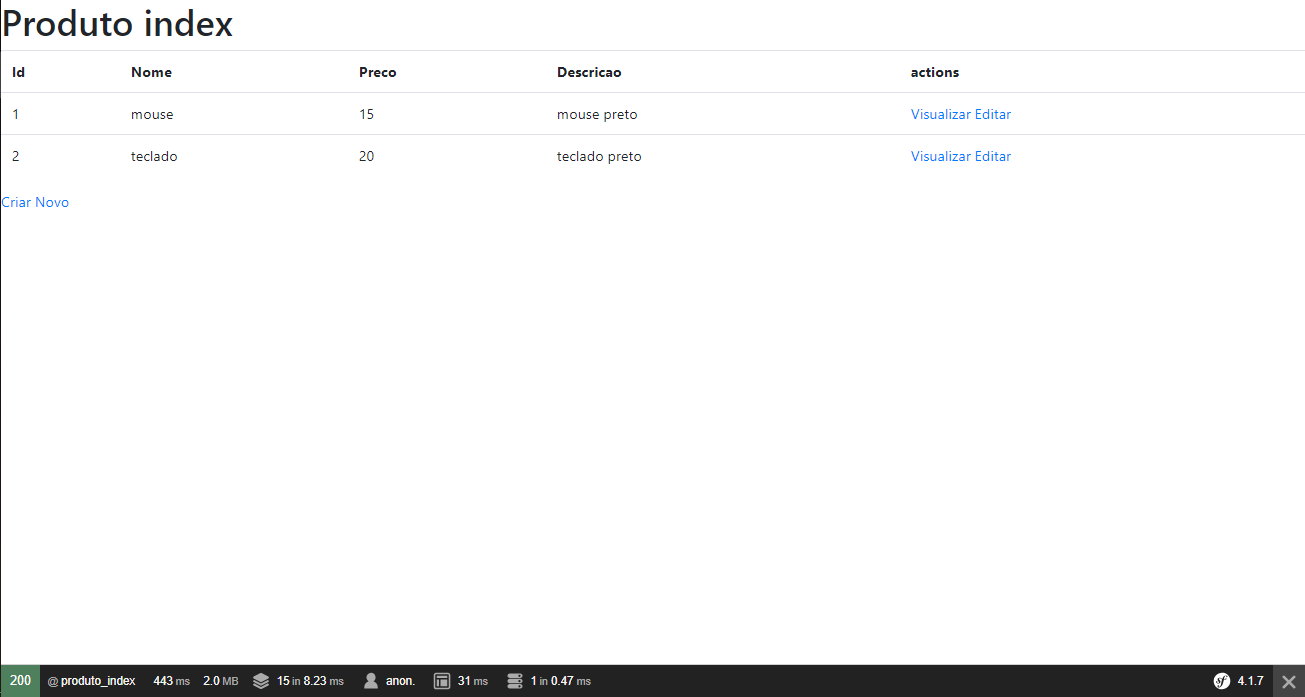 Produto index
Id Nome Preco Descricao actions
1 mouse 15 mouse preto Visualizar Editar
2 teclado 20 teclado preto Visualizar Editar
Criar Novo
200 @ produto_index 443 ms 2.0 MB 15 in 8.23 ms anon. 31 ms 1 in 0.47 ms sf 4.1.7